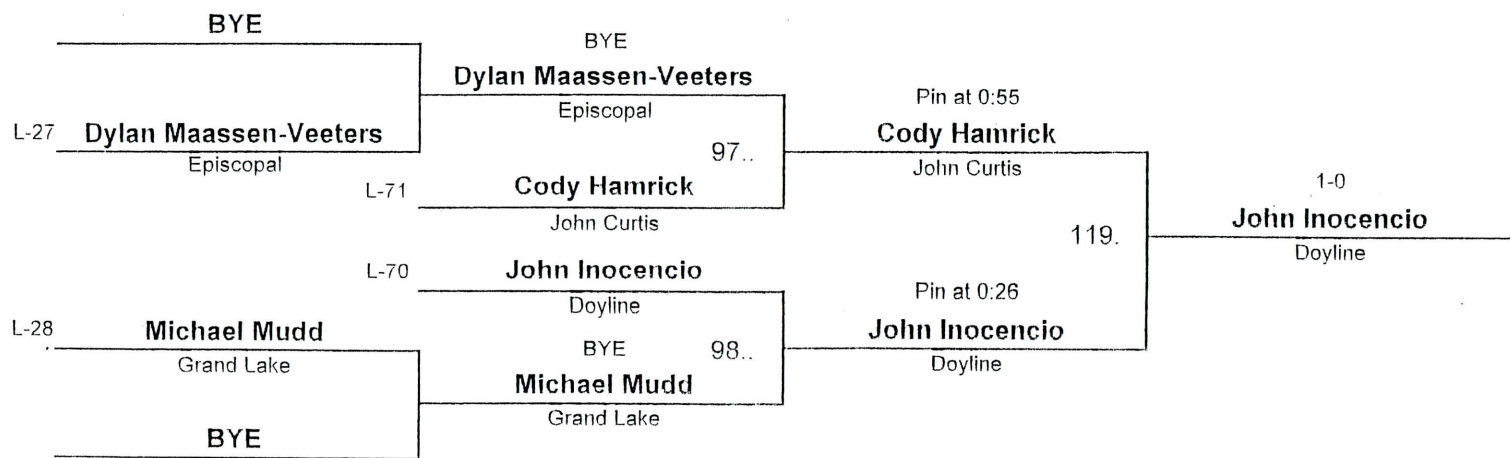 BYE
BYE
Dylan Maassen-Veeters
Episcopal
Pin at 0:55
L-27 Dylan Maassen-Veeters
Episcopal
Cody Hamrick
John Curtis
97..
L-71 Cody Hamrick
John Curtis
1-0
John Inocencio
Doyline
119.
L-70 John Inocencio
Doyline
Pin at 0:26
John Inocencio
Doyline
L-28 Michael Mudd
Grand Lake
BYE
98..
Michael Mudd
Grand Lake
BYE